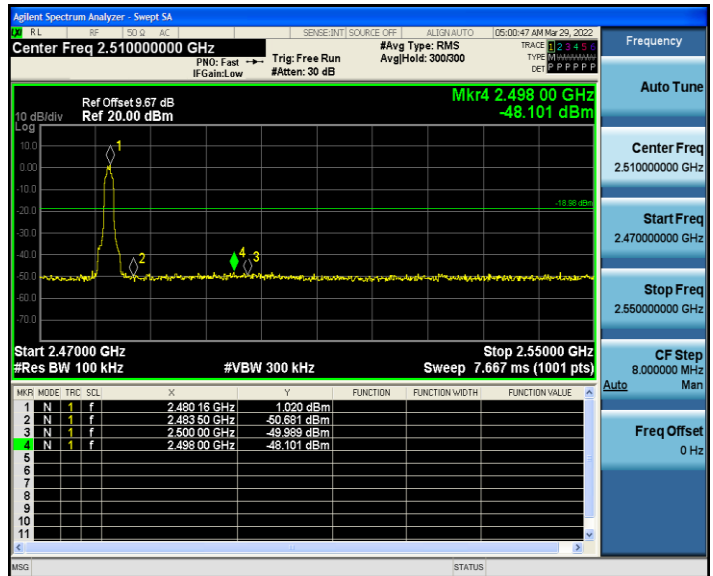 Agilent Spectrum Analyzer - Swept SA
RL RF 50 Ω AC SENSE:INT SOURCE OFF ALIGNAUTO 05:00:47 AM Mar 29, 2022
Center Freq 2.510000000 GHz
PNO: Fast
IFGain:Low
Trig: Free Run
#Atten: 30 dB
#Avg Type: RMS
Avg|Hold: 300/300
TRACE 1 2 3 4 5 6
TYPE M
DET P P P P P P
Ref Offset 9.67 dB
10 dB/div Ref 20.00 dBm
Log
Mkr4 2.498 00 GHz
-48.101 dBm
10.0
0.00
-10.0
-20.0
-30.0
-40.0
-50.0
-60.0
-70.0
1
2
4
3
-18.98 dBm
Start 2.47000 GHz Stop 2.55000 GHz
#Res BW 100 kHz #VBW 300 kHz Sweep 7.667 ms (1001 pts)
MKR MODE TRC SCL X Y FUNCTION FUNCTION WIDTH FUNCTION VALUE
1 N 1 f 2.480 16 GHz 1.020 dBm
2 N 1 f 2.483 50 GHz -50.681 dBm
3 N 1 f 2.500 00 GHz -49.989 dBm
4 N 1 f 2.498 00 GHz -48.101 dBm
5
6
7
8
9
10
11
MSG STATUS
Frequency
Auto Tune
Center Freq
2.510000000 GHz
Start Freq
2.470000000 GHz
Stop Freq
2.550000000 GHz
CF Step
8.000000 MHz
Auto Man
Freq Offset
0 Hz